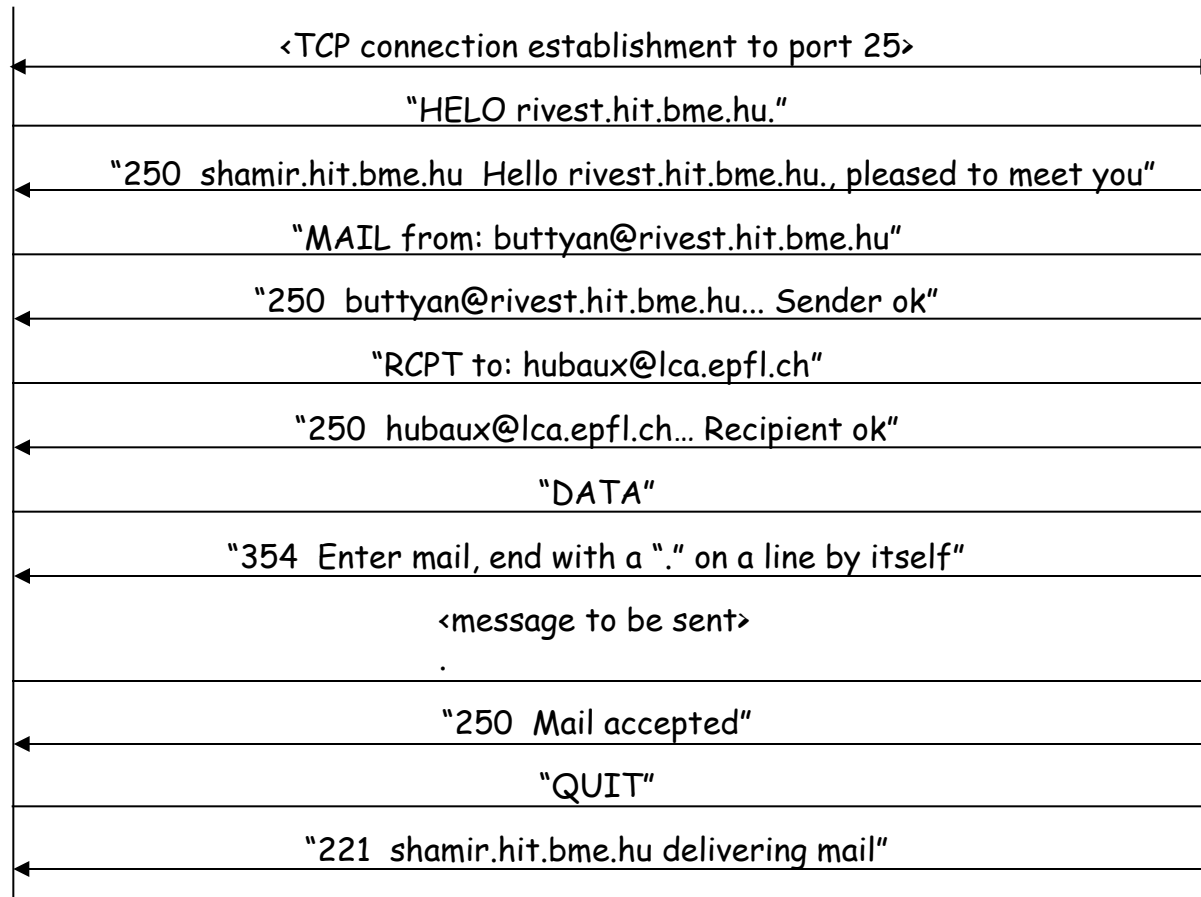 <TCP connection establishment to port 25>
“HELO rivest.hit.bme.hu.”
“250  shamir.hit.bme.hu  Hello rivest.hit.bme.hu., pleased to meet you”
“MAIL from: buttyan@rivest.hit.bme.hu”
“250  buttyan@rivest.hit.bme.hu... Sender ok”
“RCPT to: hubaux@lca.epfl.ch”
“250  hubaux@lca.epfl.ch… Recipient ok”
“DATA”
“354  Enter mail, end with a “.” on a line by itself”
<message to be sent>
.
“250  Mail accepted”
“QUIT”
“221  shamir.hit.bme.hu delivering mail”